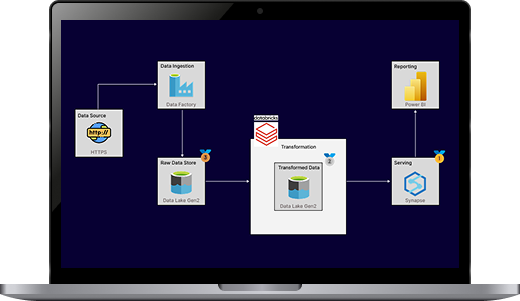 Data Ingestion
Data Factory
Reporting
Power BI
Data Source
http://
HTTPS
databricks
Raw Data Store
3
Data Lake Gen2
Transformation
2
Transformed Data
Data Lake Gen2
Serving
1
Synapse